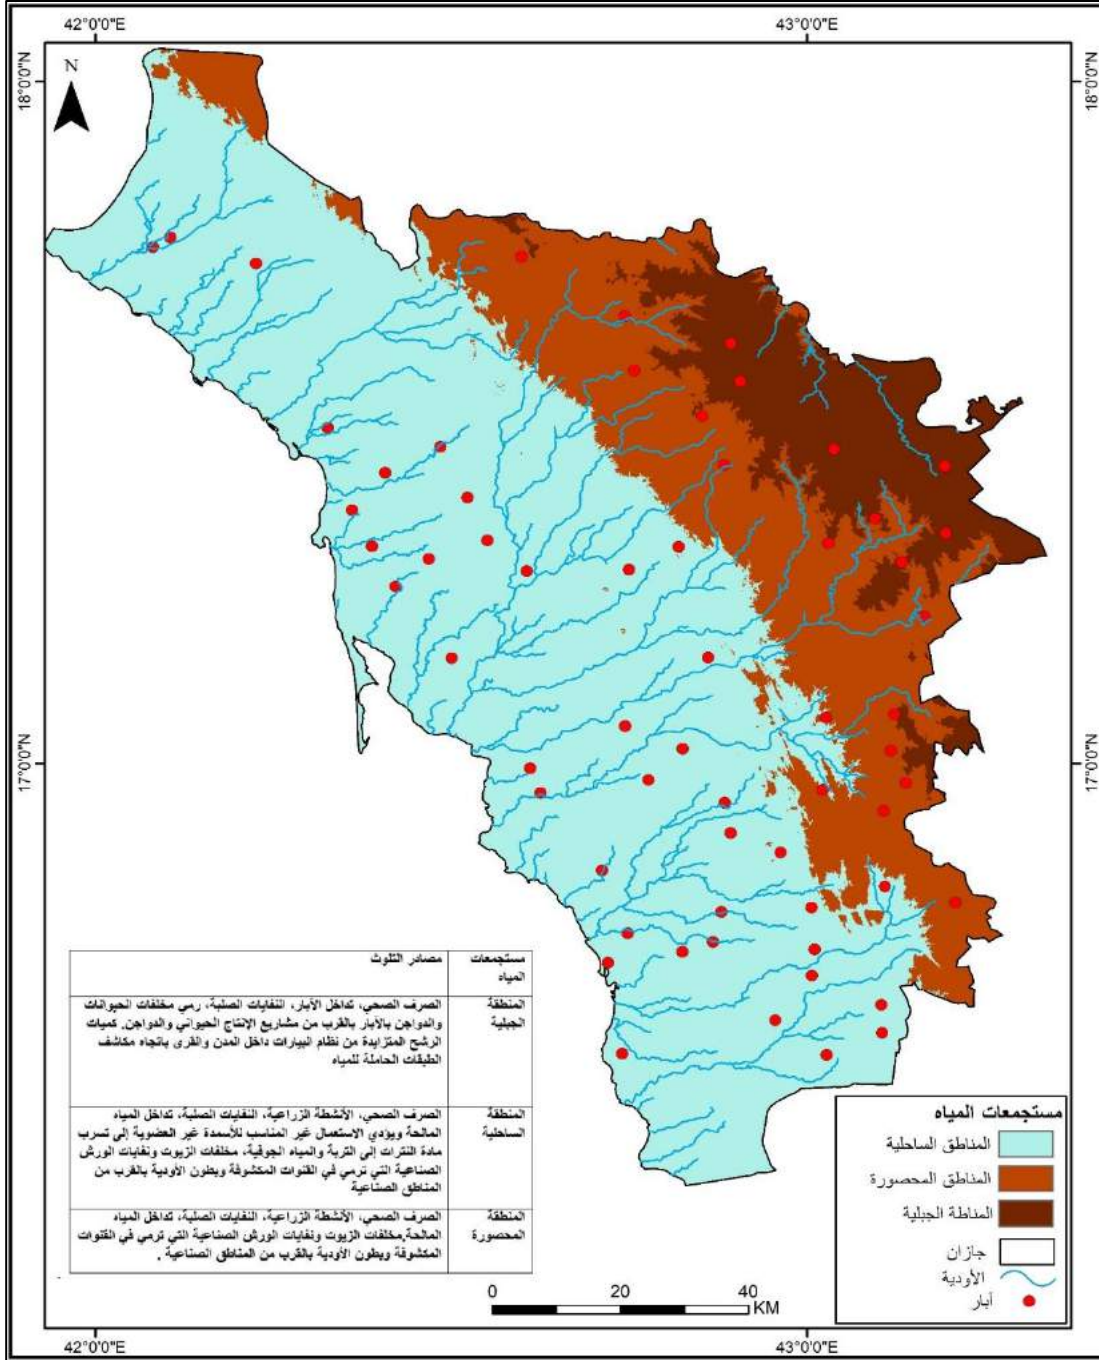 42°0'0"E 43°0'0"E
N
18°0'0"N 18°0'0"N
17°0'0"N 17°0'0"N
مستجمعات المياه
مصادر التلوث
المنطقة الجبلية
الصرف الصحي، تداخل الآبار، النفايات الصلبة، رمي مخلفات الحيوانات
والدواجن بالآبار بالقرب من مشاريع الإنتاج الحيواني والدواجن. كميات
الرشح المتزايدة من نظام البيارات داخل المدن والقرى باتجاه مكاشف
الطبقات الحاملة للمياه
المنطقة الساحلية
الصرف الصحي، الأنشطة الزراعية، النفايات الصلبة، تداخل المياه
المالحة ويؤدي الاستعمال غير المناسب للأسمدة غير العضوية إلى تسرب
مادة النترات إلى التربة والمياه الجوفية، مخلفات الزيوت ونفايات الورش
الصناعية التي ترمي في القنوات المكشوفة وبطون الأودية بالقرب من
المناطق الصناعية
المنطقة المحصورة
الصرف الصحي، الأنشطة الزراعية، النفايات الصلبة، تداخل المياه
المالحة.مخلفات الزيوت ونفايات الورش الصناعية التي ترمي في القنوات
المكشوفة وبطون الأودية بالقرب من المناطق الصناعية .
مستجمعات المياه
المناطق الساحلية
المناطق المحصورة
المناطة الجبلية
جازان
الأودية
آبار
0 20 40
KM
42°0'0"E 43°0'0"E